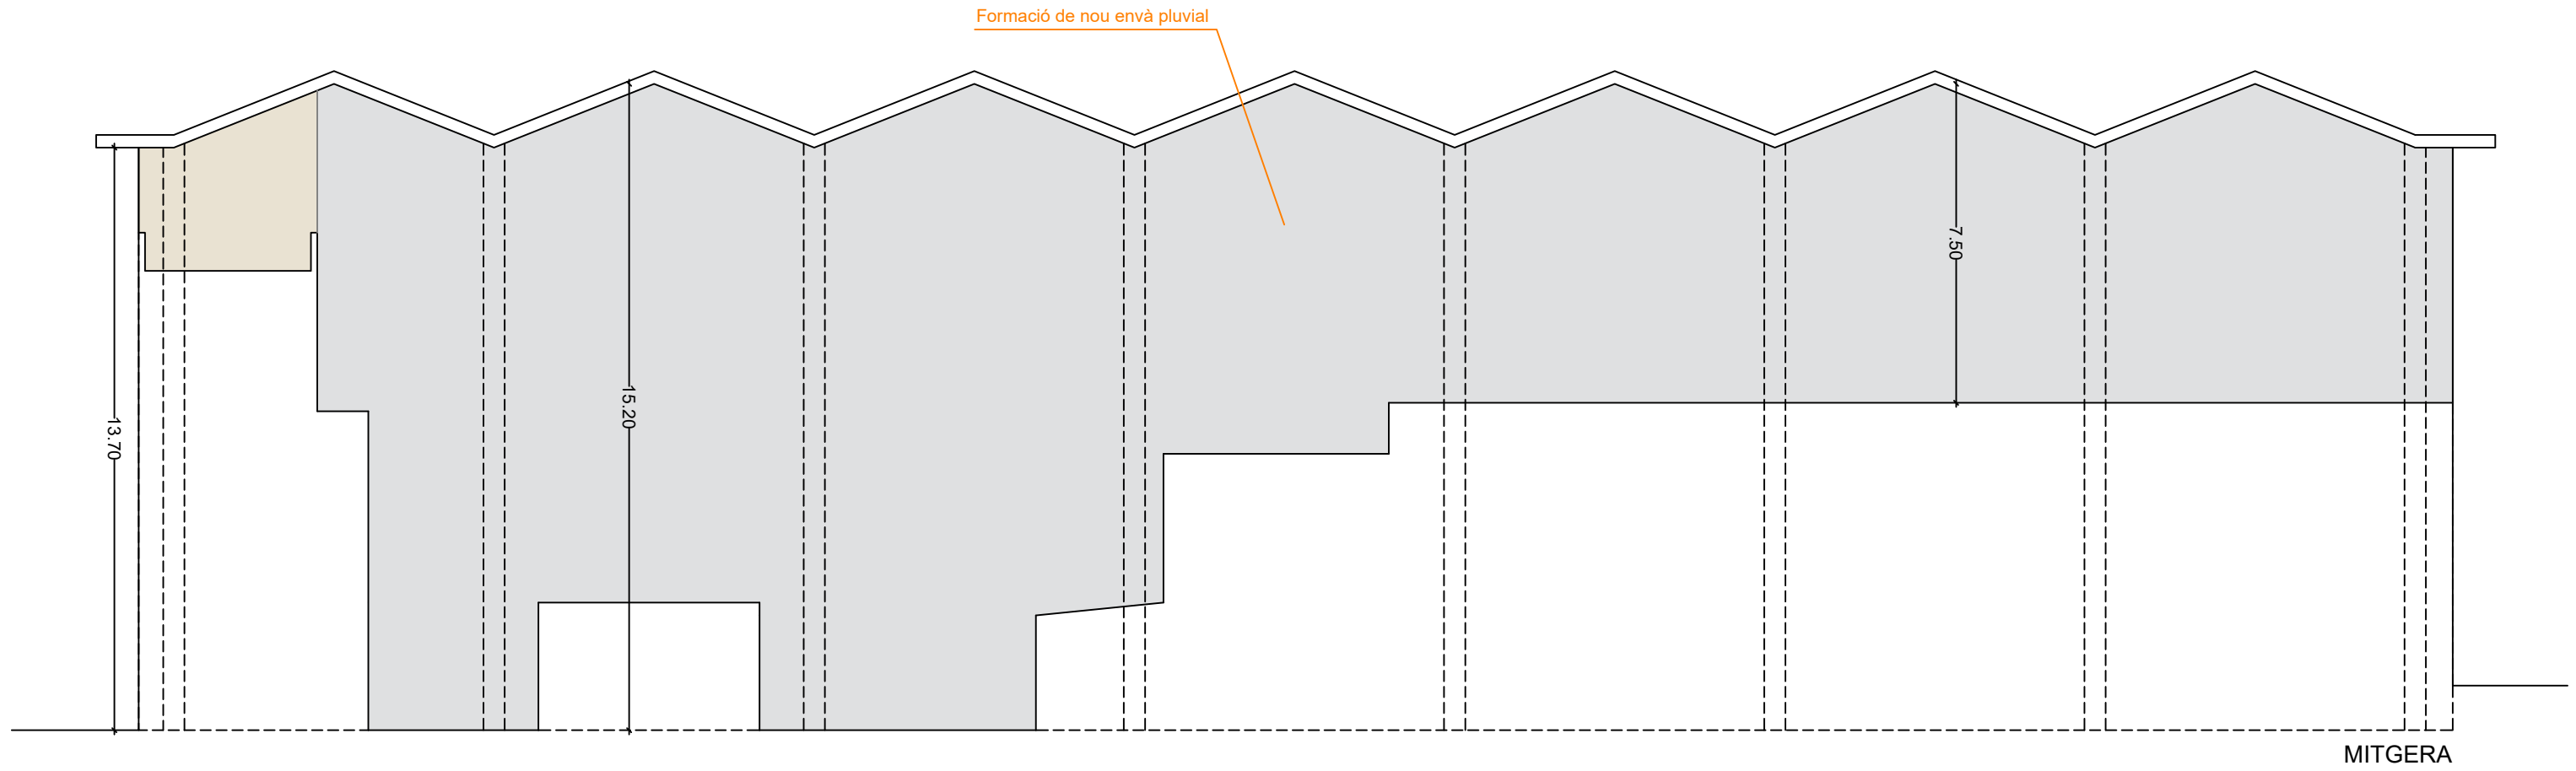 Formació de nou envà pluvial
7.50
15.20
13.70
MITGERA